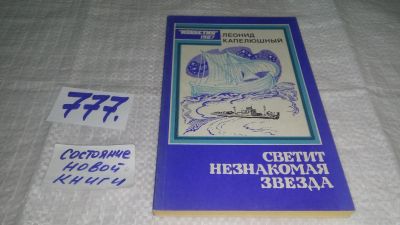 777.
СОСТОЯНИЕ
НОВОЙ
КНИГИ
"ИЗВЕСТИЯ"
1987
ЛЕОНИД
КАПЕЛЮШНЫЙ
СВЕТИТ
НЕЗНАКОМАЯ
ЗВЕЗДА